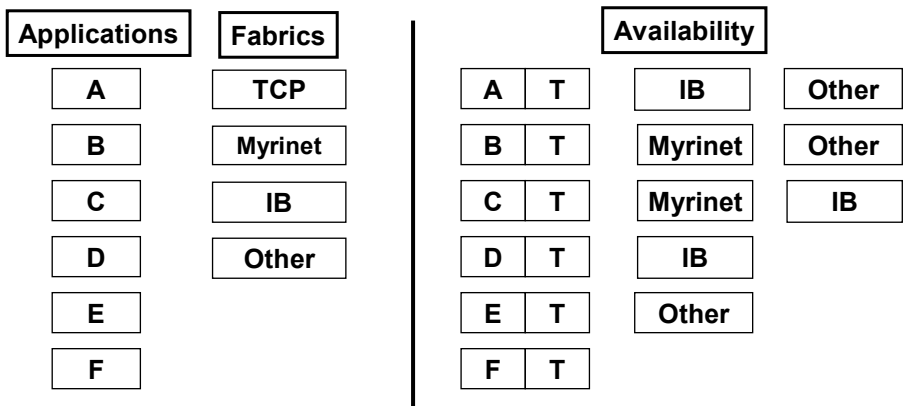 Applications Fabrics Availability
A TCP A T IB Other
B Myrinet B T Myrinet Other
C IB C T Myrinet IB
D Other D T IB
E E T Other
F F T